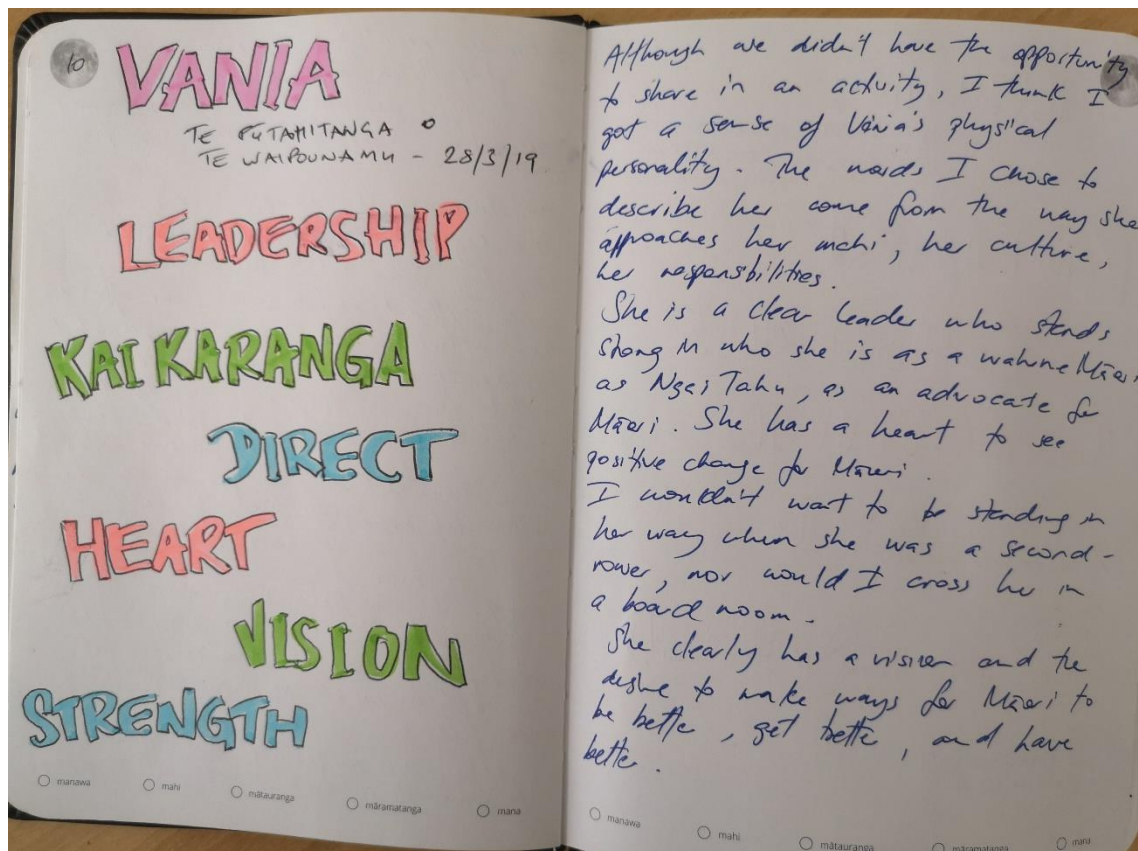 10
VANIA
TE PŪTAHITANGA O
TE WAIPOUNAMU - 28/3/19
LEADERSHIP
KAI KARANGA
DIRECT
HEART
VISION
STRENGTH
manawa
mahi
mātauranga
māramatanga
mana
Although we didn't have the opportunity
to share in an activity, I think I
got a sense of Vania's physical
personality. The words I chose to
describe her come from the way she
approaches her mahi, her culture,
her responsbilities.
She is a clear leader who stands
strong in who she is as a wahine Māori
as Ngai Tahu, as an advocate for
Māori. She has a heart to see
positive change for Māori.
I wouldn't want to be standing in
her way when she was a second-
rower, nor would I cross her in
a board room.
She clearly has a vision and the
desire to make ways for Māori to
be better, get better, and have
better.
manawa
mahi
mātauranga
māramatanga
mana